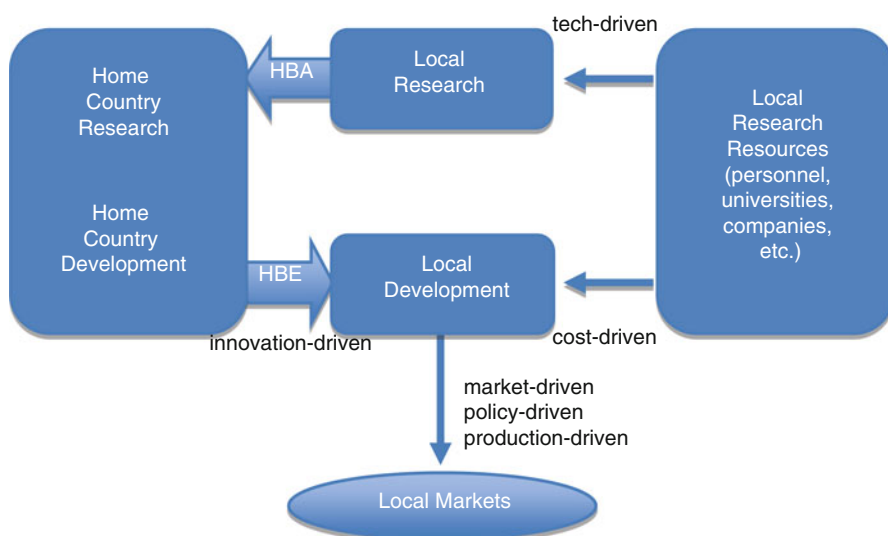 tech-driven
Home
Country
Research
HBA
Local
Research
Local
Research
Resources
(personnel,
universities,
companies,
etc.)
Home
Country
Development
HBE
Local
Development
innovation-driven
cost-driven
market-driven
policy-driven
production-driven
Local Markets